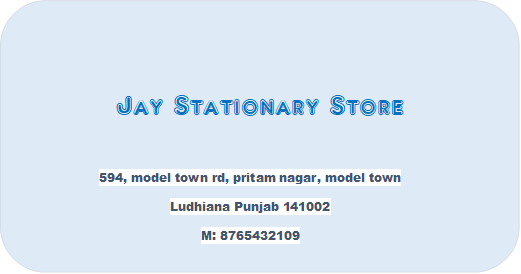 Jay Stationary Store
594, model town rd, pritam nagar, model town
Ludhiana Punjab 141002
M: 8765432109